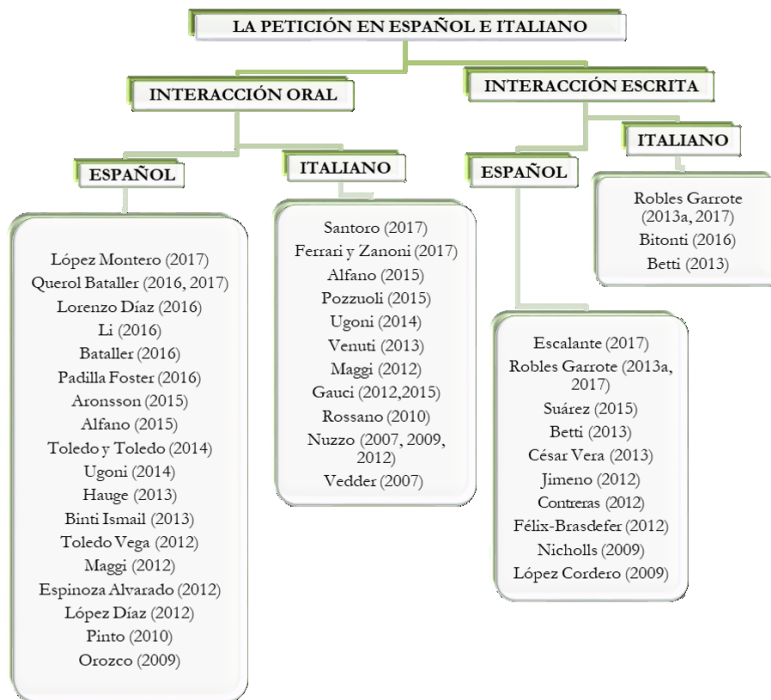 LA PETICIÓN EN ESPAÑOL E ITALIANO
INTERACCIÓN ORAL
INTERACCIÓN ESCRITA
ESPAÑOL
ITALIANO
ESPAÑOL
ITALIANO
López Montero (2017)
Querol Bataller (2016, 2017)
Lorenzo Díaz (2016)
Li (2016)
Bataller (2016)
Padilla Foster (2016)
Aronsson (2015)
Alfano (2015)
Toledo y Toledo (2014)
Ugoni (2014)
Hauge (2013)
Binti Ismail (2013)
Toledo Vega (2012)
Maggi (2012)
Espinoza Alvarado (2012)
López Díaz (2012)
Pinto (2010)
Orozco (2009)
Santoro (2017)
Ferrari y Zanoni (2017)
Alfano (2015)
Pozzuoli (2015)
Ugoni (2014)
Venuti (2013)
Maggi (2012)
Gauci (2012,2015)
Rossano (2010)
Nuzzo (2007, 2009,
2012)
Vedder (2007)
Escalante (2017)
Robles Garrote (2013a,
2017)
Suárez (2015)
Betti (2013)
César Vera (2013)
Jimeno (2012)
Contreras (2012)
Félix-Brasdefer (2012)
Nicholls (2009)
López Cordero (2009)
Robles Garrote
(2013a, 2017)
Bitonti (2016)
Betti (2013)